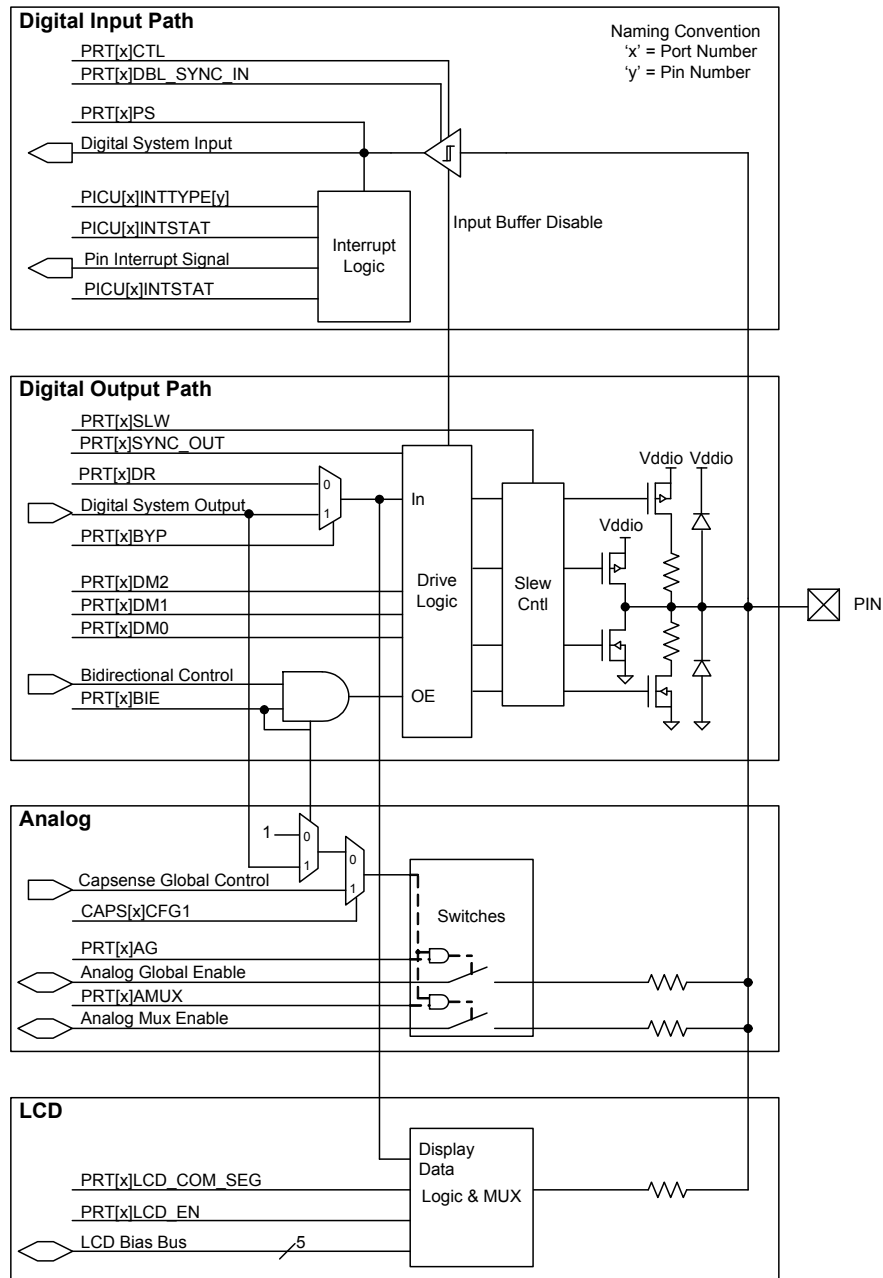 Digital Input Path
Naming Convention
‘x’ = Port Number
‘y’ = Pin Number
PRT[x]CTL
PRT[x]DBL_SYNC_IN
PRT[x]PS
Digital System Input
PICU[x]INTTYPE[y]
PICU[x]INTSTAT
Pin Interrupt Signal
PICU[x]INTSTAT
Interrupt
Logic
Input Buffer Disable
Digital Output Path
PRT[x]SLW
PRT[x]SYNC_OUT
PRT[x]DR
Digital System Output
PRT[x]BYP
0
1
PRT[x]DM2
PRT[x]DM1
PRT[x]DM0
Bidirectional Control
PRT[x]BIE
In
Drive
Logic
OE
Slew
Cntl
Vddio Vddio
Vddio
PIN
Analog
1
0
1
0
1
Capsense Global Control
CAPS[x]CFG1
Switches
PRT[x]AG
Analog Global Enable
PRT[x]AMUX
Analog Mux Enable
LCD
Display
Data
Logic & MUX
PRT[x]LCD_COM_SEG
PRT[x]LCD_EN
LCD Bias Bus
5